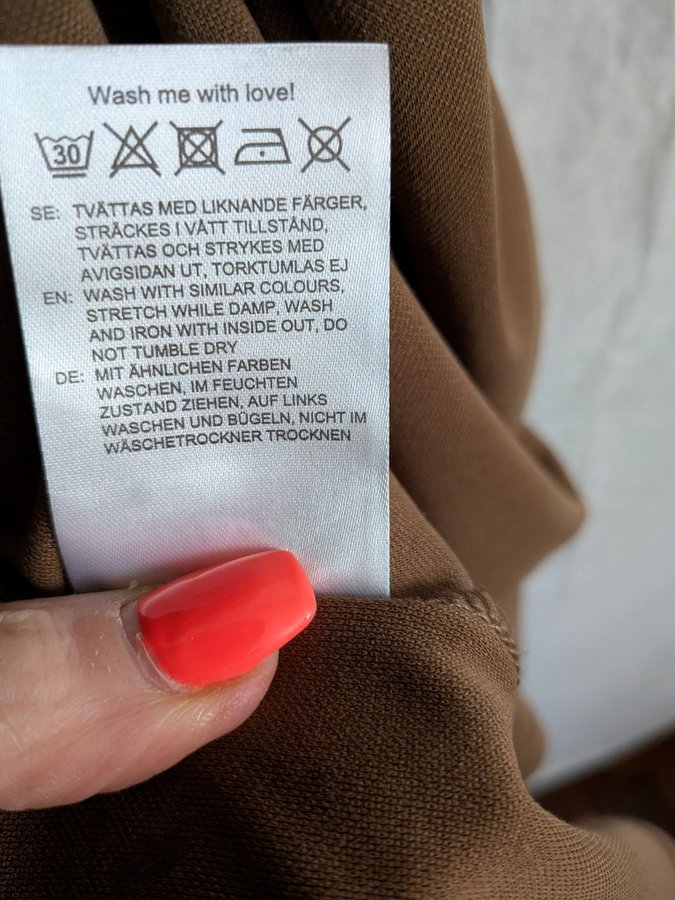 Wash me with love!
30
SE: TVÄTTAS MED LIKNANDE FÄRGER,
STRÄCKES I VÅTT TILLSTÅND,
TVÄTTAS OCH STRYKES MED
AVIGSIDAN UT, TORKTUMLAS EJ
EN: WASH WITH SIMILAR COLOURS,
STRETCH WHILE DAMP, WASH
AND IRON WITH INSIDE OUT, DO
NOT TUMBLE DRY
DE: MIT ÄHNLICHEN FARBEN
WASCHEN, IM FEUCHTEN
ZUSTAND ZIEHEN, AUF LINKS
WASCHEN UND BÜGELN, NICHT IM
WÄSCHETROCKNER TROCKNEN